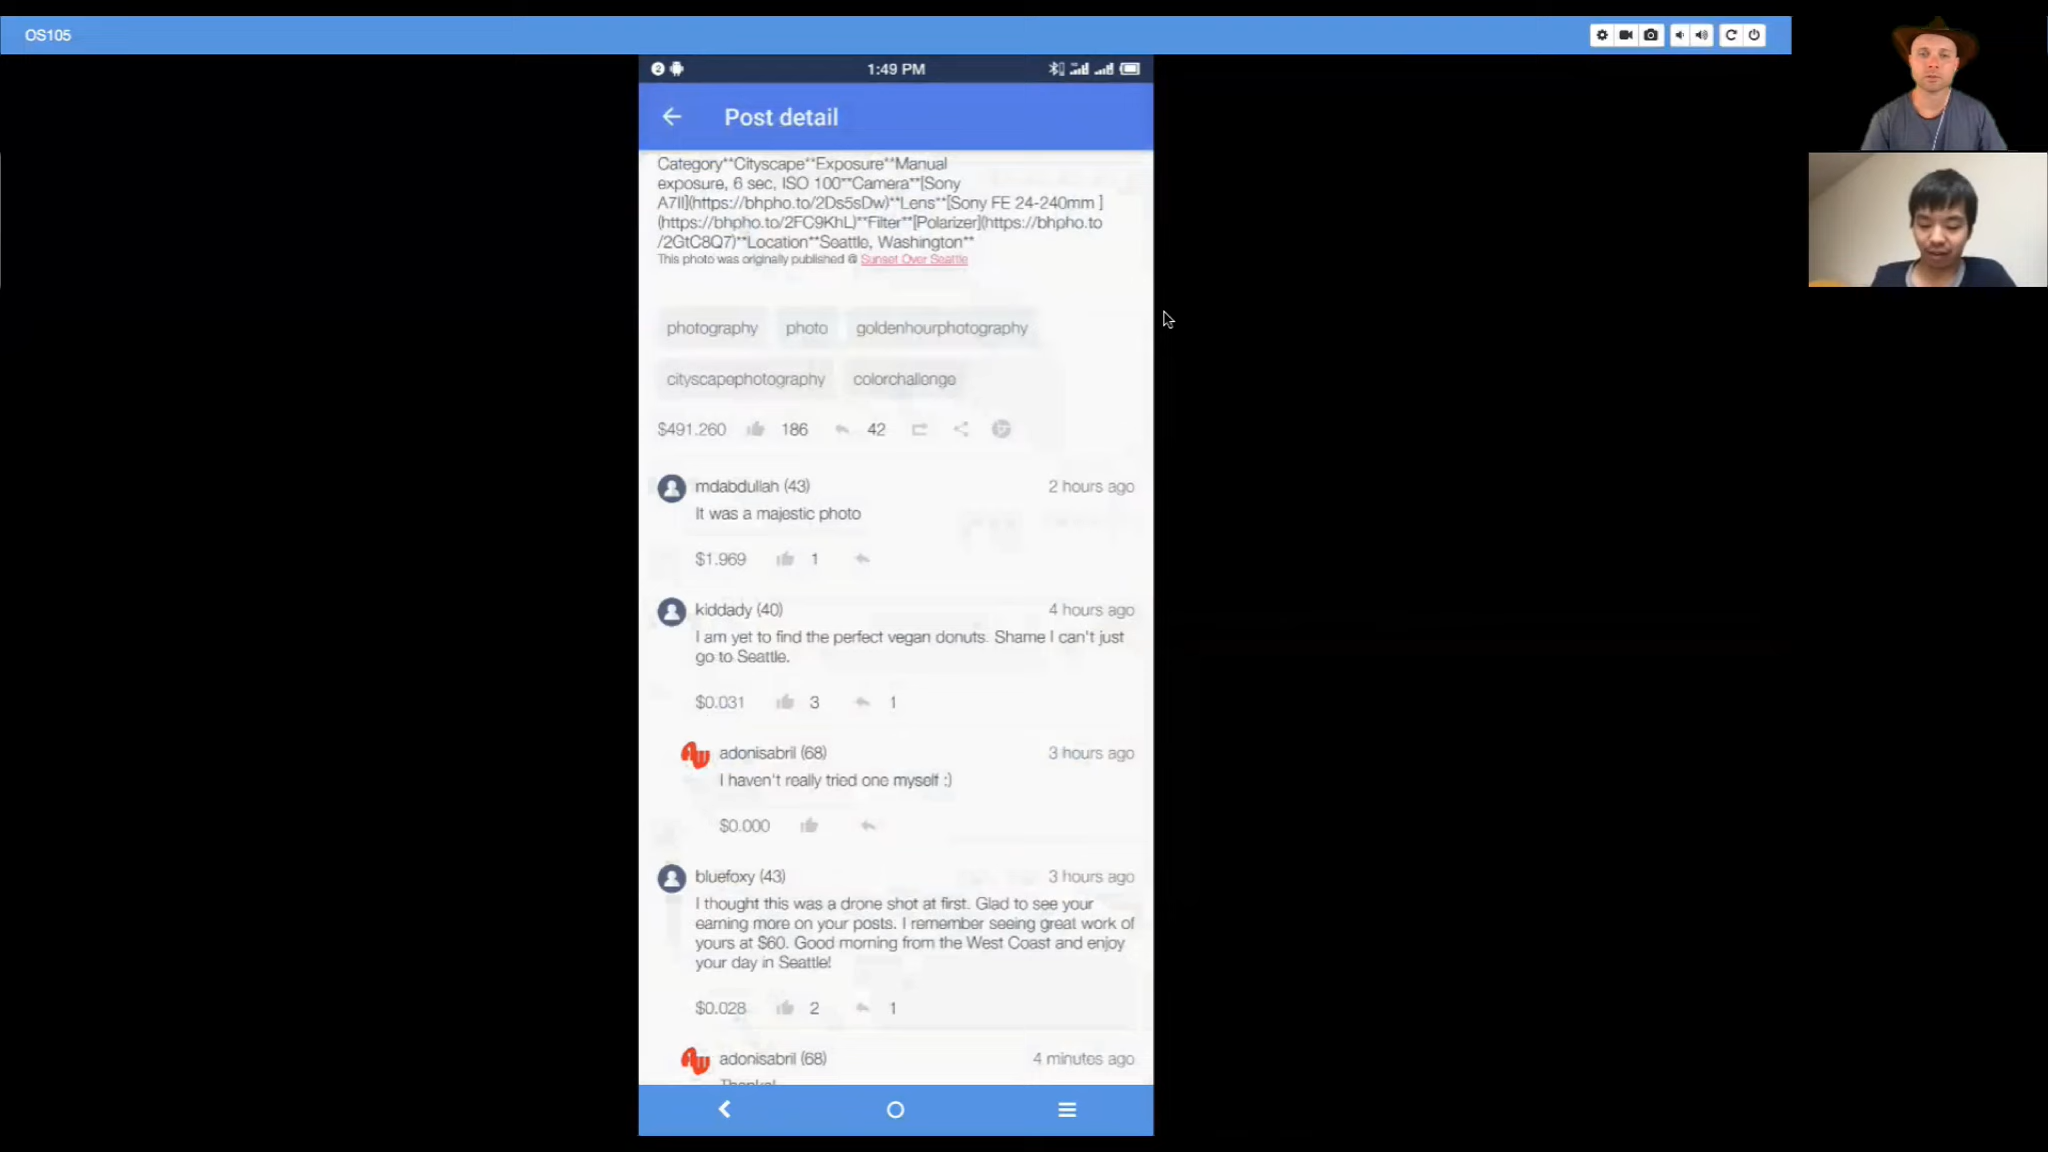 OS105
1:49 PM
Post detail
Category**Cityscape**Exposure**Manual
exposure, 6 sec, ISO 100**Camera**[Sony
A7II](https://bhpho.to/2Ds5sDw)**Lens**[Sony FE 24-240mm ]
(https://bhpho.to/2FC9KhL)**Filter**[Polarizer](https://bhpho.to
/2GtC8Q7)**Location**Seattle, Washington**
This photo was originally published @ Sunset Over Seattle
photography photo goldenhourphotography
cityscapephotography colorchallenge
$491.260 186 42
mdabdullah (43) 2 hours ago
It was a majestic photo
$1.969 1
kiddady (40) 4 hours ago
I am yet to find the perfect vegan donuts. Shame I can't just
go to Seattle.
$0.031 3 1
adonisabril (68) 3 hours ago
I haven't really tried one myself :)
$0.000
bluefoxy (43) 3 hours ago
I thought this was a drone shot at first. Glad to see your
earning more on your posts. I remember seeing great work of
yours at $60. Good morning from the West Coast and enjoy
your day in Seattle!
$0.028 2 1
adonisabril (68) 4 minutes ago